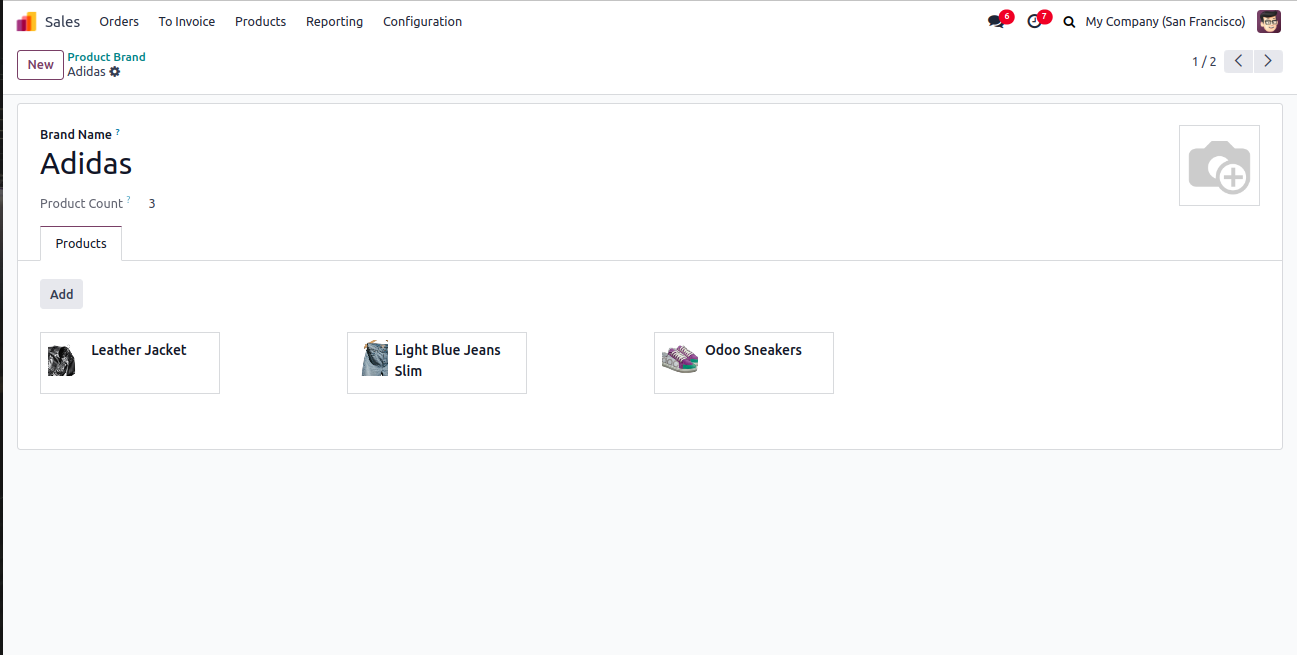 Sales Orders To Invoice Products Reporting Configuration 6 7 My Company (San Francisco)
New Product Brand
Adidas
1 / 2
Brand Name ?
Adidas
Product Count ? 3
Products
Add
Leather Jacket
Light Blue Jeans
Slim
Odoo Sneakers